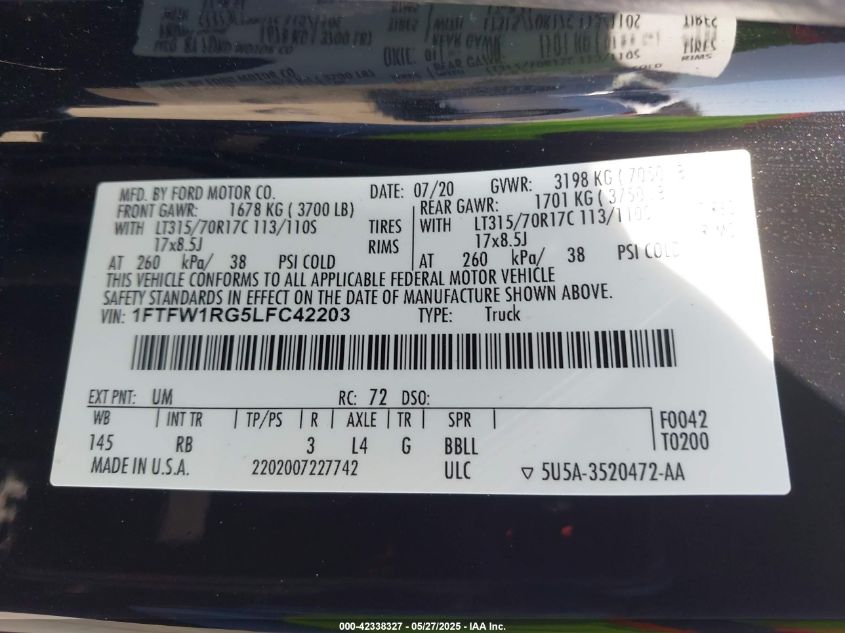 MFD. BY FORD MOTOR CO. DATE: 07/20 GVWR: 3198 KG ( 7050
FRONT GAWR: 1678 KG ( 3700 LB) REAR GAWR: 1701 KG ( 3750
WITH LT315/70R17C 113/110S TIRES WITH LT315/70R17C 113/110S TIRES
17x8.5J RIMS 17x8.5J RIMS
AT 260 kPa/ 38 PSI COLD AT 260 kPa/ 38 PSI COLD
THIS VEHICLE CONFORMS TO ALL APPLICABLE FEDERAL MOTOR VEHICLE
SAFETY STANDARDS IN EFFECT ON THE DATE OF MANUFACTURE SHOWN ABOVE.
VIN: 1FTFW1RG5LFC42203 TYPE: Truck
EXT PNT: UM RC: 72 DSO:
WB INT TR TP/PS R AXLE TR SPR F0042
145 RB 3 L4 G BBLL T0200
MADE IN U.S.A. 2202007227742 ULC ▽ 5U5A-3520472-AA
000-42338327 - 05/27/2025 - IAA Inc.